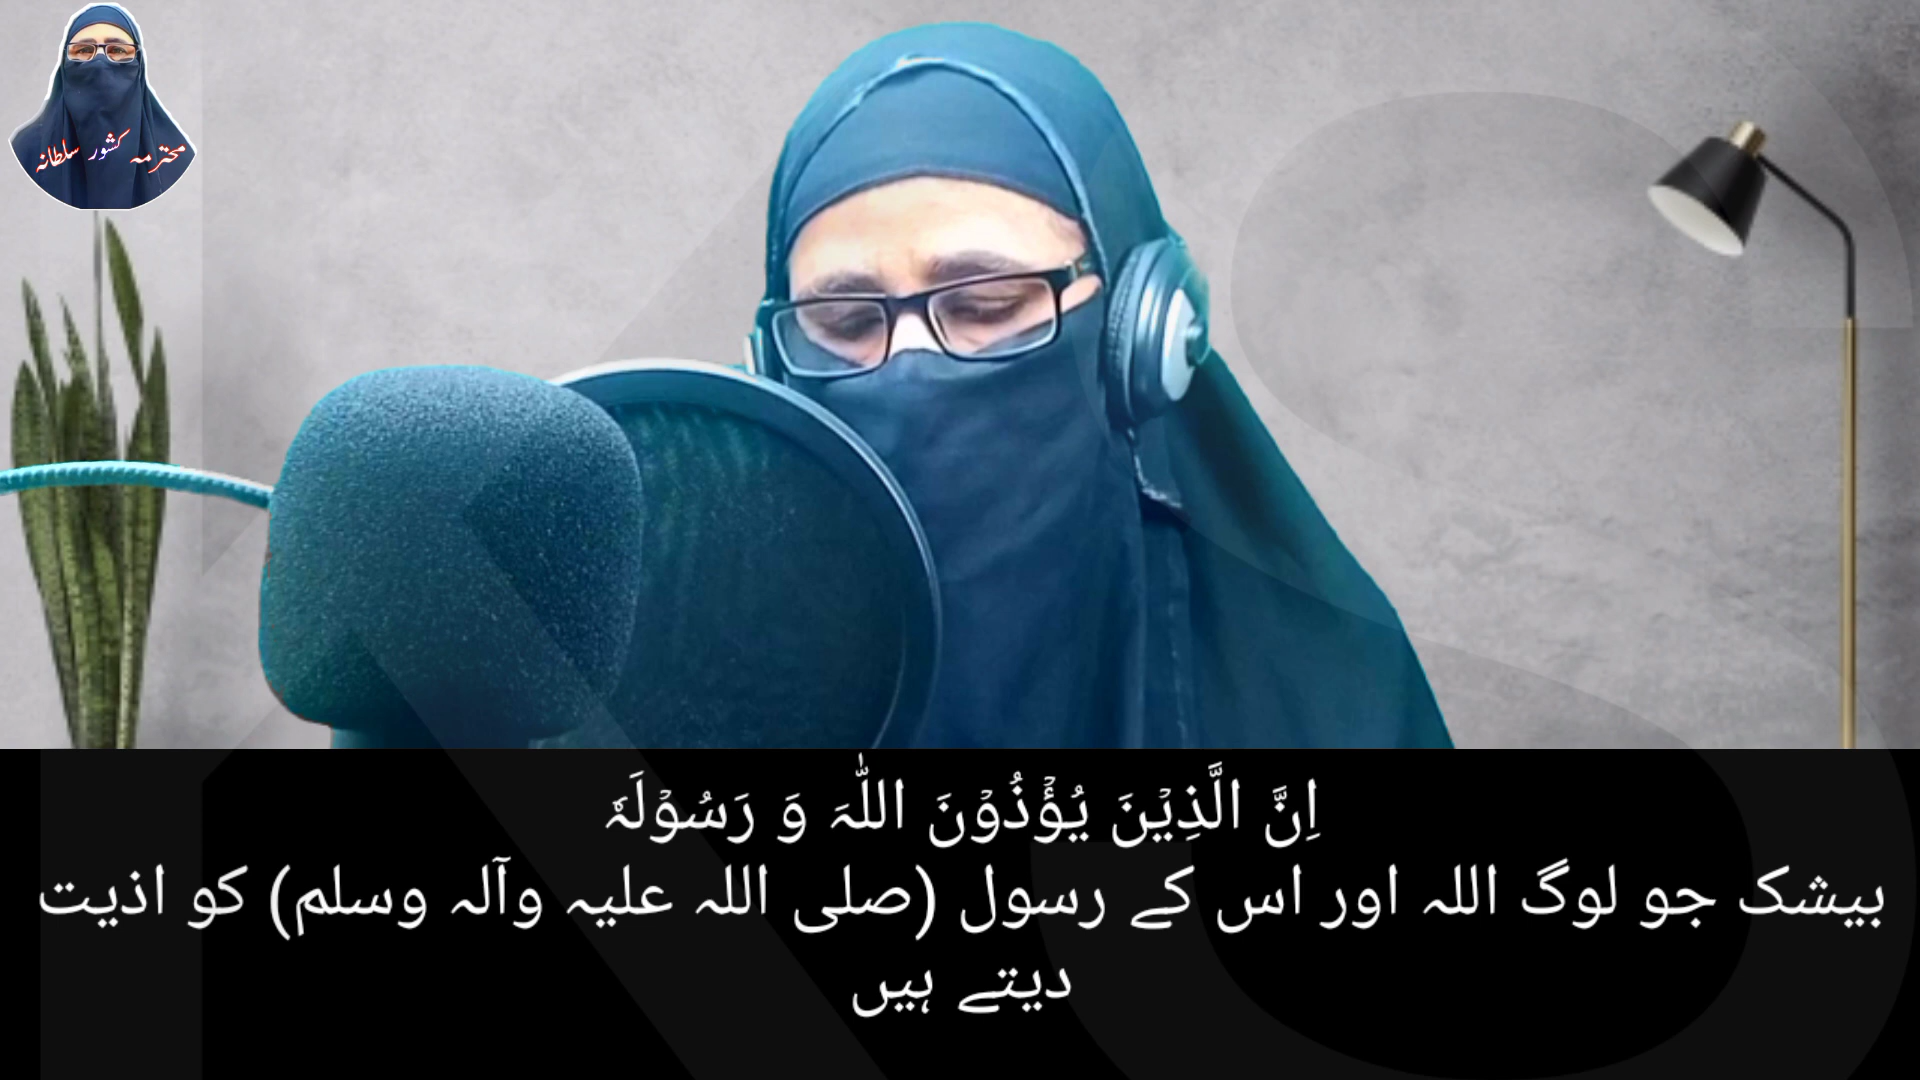 محترمہ کشور سلطانہ
اِنَّ الَّذِیۡنَ یُؤۡذُوۡنَ اللّٰہَ وَ رَسُوۡلَہٗ
بیشک جو لوگ اللہ اور اس کے رسول (صلی اللہ علیہ وآلہ وسلم) کو اذیت
دیتے ہیں